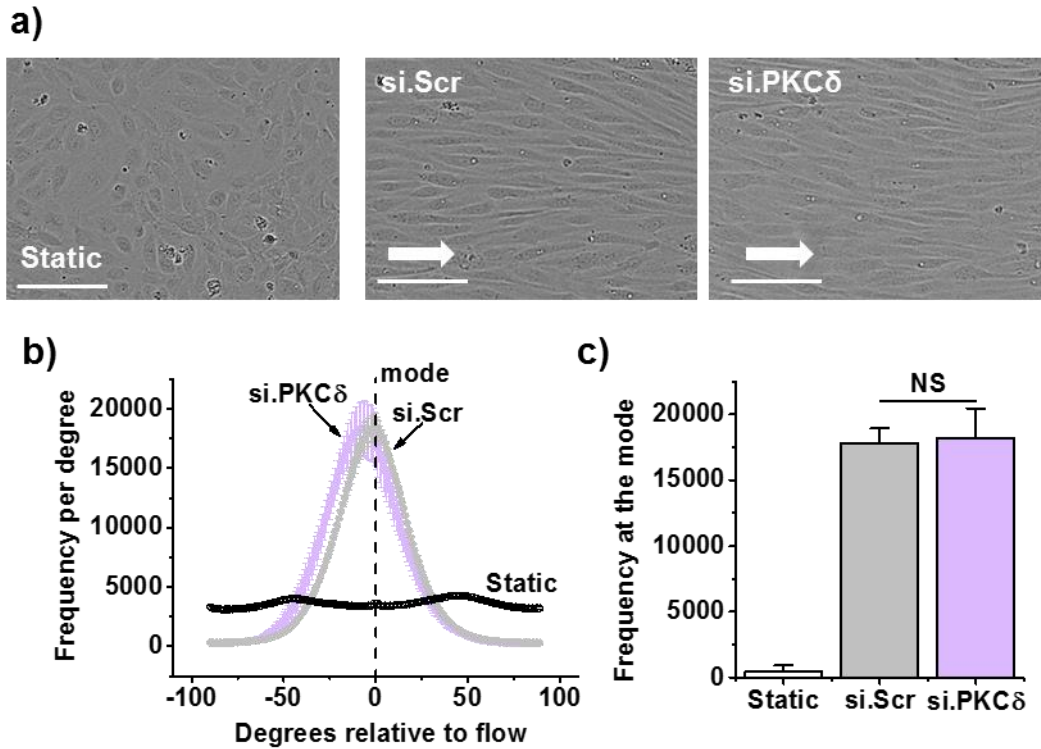 a)
Static
si.Scr
si.PKCδ
b)
mode
si.PKCδ
si.Scr
Static
Frequency per degree
20000
15000
10000
5000
0
-100 -50 0 50 100
Degrees relative to flow
c)
NS
Frequency at the mode
20000
15000
10000
5000
0
Static si.Scr si.PKCδ